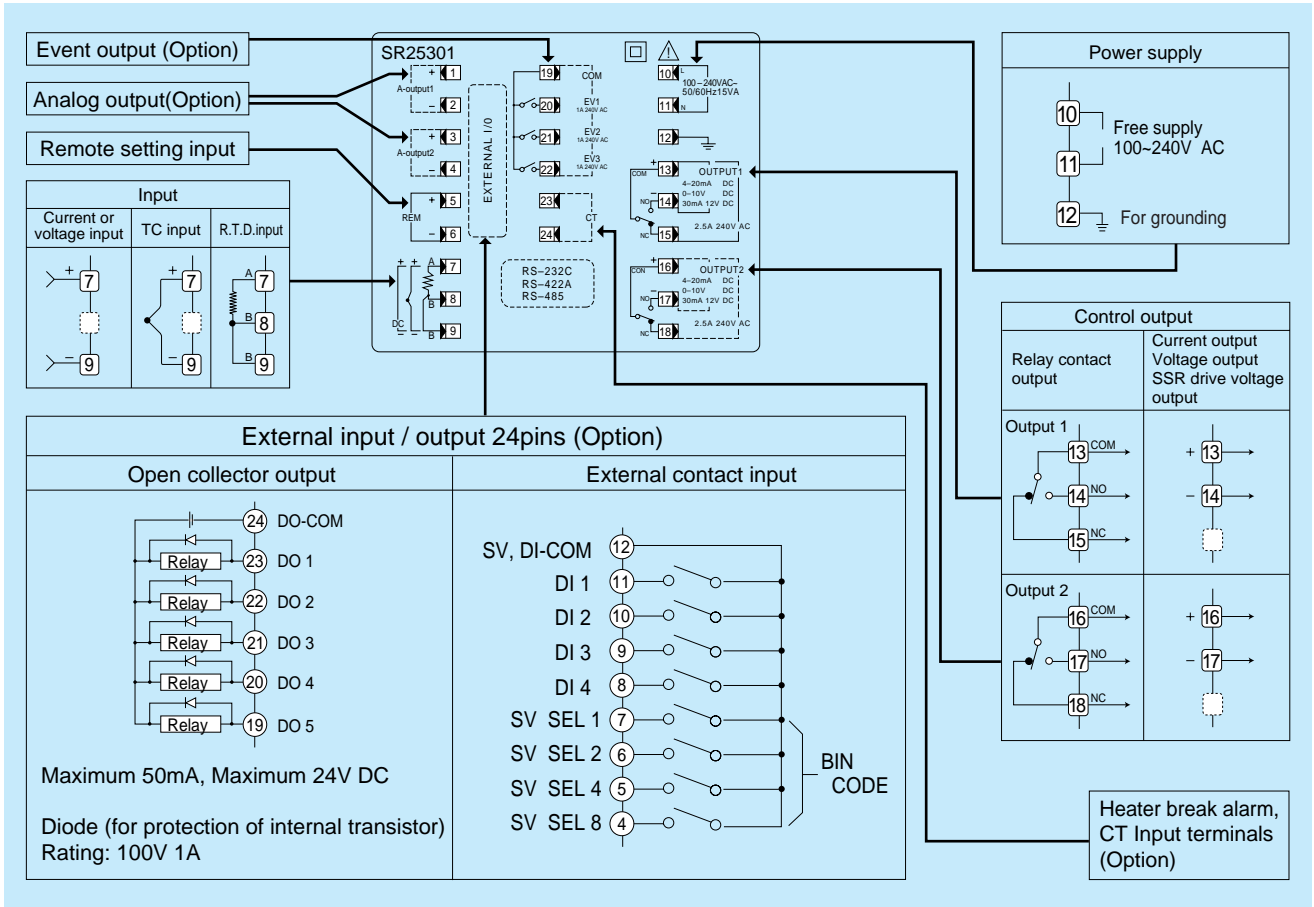 Event output (Option)
Analog output(Option)
Remote setting input
Input
Current or
voltage input
TC input
R.T.D.input
+
7
−
9
+
7
−
9
A
7
B
8
B
9
SR25301
+
1
A-output1
−
2
+
3
A-output2
−
4
+
5
REM
−
6
+ +
A
7
B
8
DC
− −
B
9
EXTERNAL I/0
19
COM
20
EV1
1A 240V AC
21
EV2
1A 240V AC
22
EV3
1A 240V AC
23
CT
24
RS−232C
RS−422A
RS−485
10
L
100−240VAC~
50/60Hz15VA
11
N
12
+
13
COM
OUTPUT1
4−20mA DC
0−10V DC
30mA 12V DC
−
NO
14
2.5A 240V AC
NC
15
+
16
CON
OUTPUT2
4−20mA DC
0−10V DC
30mA 12V DC
−
NO
17
2.5A 240V AC
NC
18
Power supply
10
11
12
Free supply
100~240V AC
For grounding
Control output
Relay contact
output
Current output
Voltage output
SSR drive voltage
output
Output 1
13
COM
14
NO
15
NC
+
13
−
14
Output 2
16
COM
17
NO
18
NC
+
16
−
17
Heater break alarm,
CT Input terminals
(Option)
External input / output 24pins (Option)
Open collector output
24 DO-COM
Relay 23 DO 1
Relay 22 DO 2
Relay 21 DO 3
Relay 20 DO 4
Relay 19 DO 5
Maximum 50mA, Maximum 24V DC
Diode (for protection of internal transistor)
Rating: 100V 1A
External contact input
SV, DI-COM 12
DI 1 11
DI 2 10
DI 3 9
DI 4 8
SV SEL 1 7
SV SEL 2 6
SV SEL 4 5
SV SEL 8 4
BIN
CODE